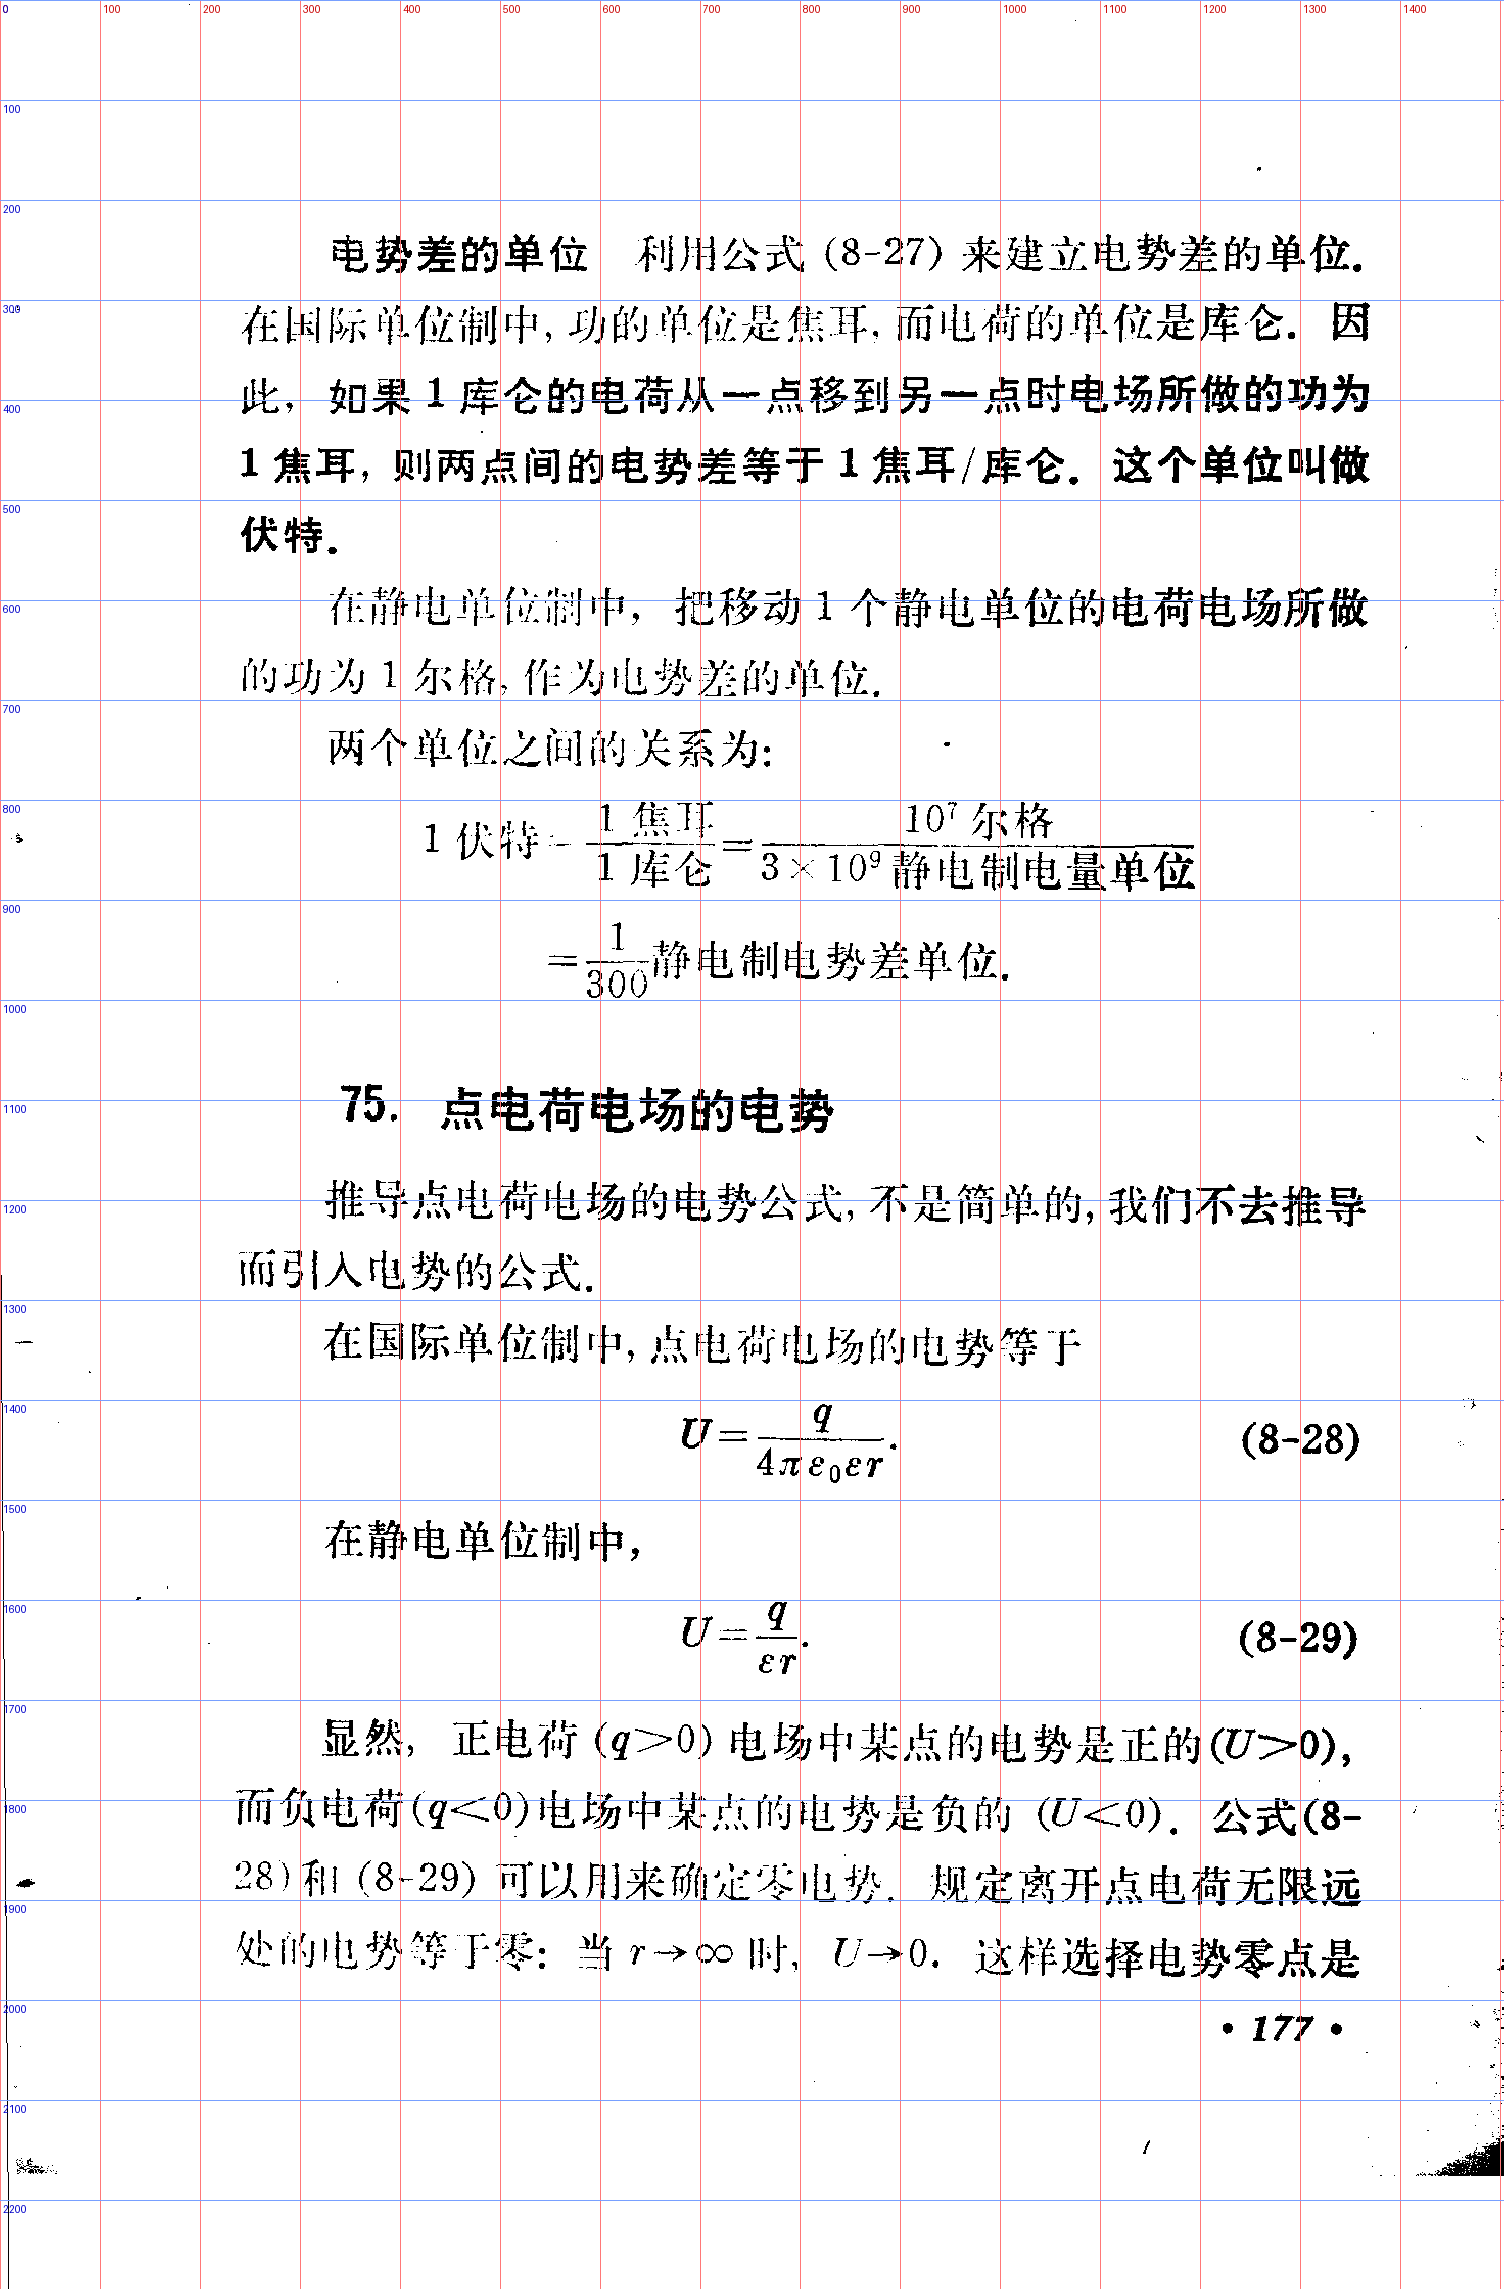 电势差的单位 利用公式 (8-27) 来建立电势差的单位.
在国际单位制中, 功的单位是焦耳, 而电荷的单位是库仑. 因
此, 如果 1 库仑的电荷从一点移到另一点时电场所做的功为
1 焦耳, 则两点间的电势差等于 1 焦耳/库仑. 这个单位叫做
伏特.
在静电单位制中, 把移动 1 个静电单位的电荷电场所做
的功为 1 尔格, 作为电势差的单位.
两个单位之间的关系为:
1 伏特 = 1 焦耳 / 1 库仑 = 10⁷ 尔格 / 3×10⁹ 静电制电量单位
= 1/300 静电制电势差单位.
75. 点电荷电场的电势
推导点电荷电场的电势公式, 不是简单的, 我们不去推导
而引入电势的公式.
在国际单位制中, 点电荷电场的电势等于
U = q / 4πε₀εr. (8-28)
在静电单位制中,
U = q / εr. (8-29)
显然, 正电荷 (q>0) 电场中某点的电势是正的 (U>0),
而负电荷 (q<0) 电场中某点的电势是负的 (U<0). 公式(8-
28) 和 (8-29) 可以用来确定零电势. 规定离开点电荷无限远
处的电势等于零: 当 r→∞ 时, U→0. 这样选择电势零点是
• 177 •